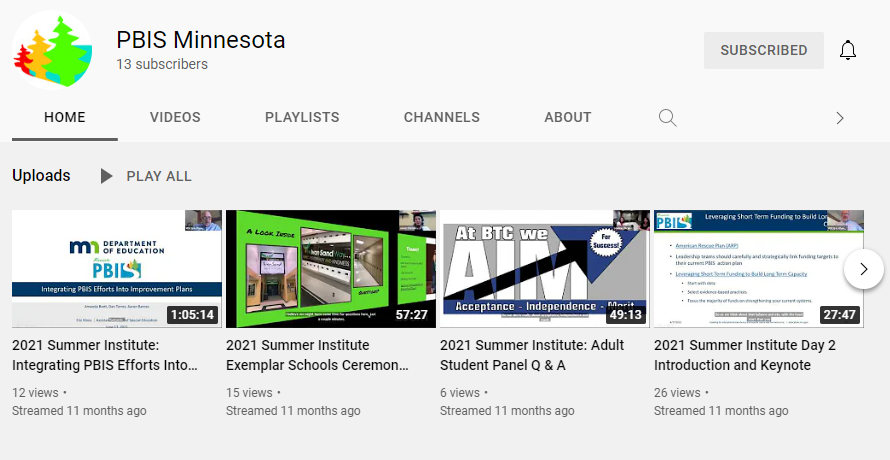 PBIS Minnesota
13 subscribers
SUBSCRIBED
HOME VIDEOS PLAYLISTS CHANNELS ABOUT
Uploads PLAY ALL
DEPARTMENT
OF EDUCATION
PBIS
Integrating PBIS Efforts Into Improvement Plans
1:05:14
A LOOK INSIDE
57:27
At BTC we
AIM
For
Success!
Acceptance - Independence - Merit
49:13
PBIS
Leveraging Short Term Funding to Build Lon
American Rescue Plan (ARP)
Leadership teams should carefully and strategically link funding targets to
their current PBIS action plan
Leveraging Short Term Funding to Build Long Term Capacity
Start with data
Select evidence-based practices
Focus the majority of funds on strengthening your current systems.
27:47
2021 Summer Institute:
Integrating PBIS Efforts Into…
12 views •
Streamed 11 months ago
2021 Summer Institute
Exemplar Schools Ceremon…
15 views •
Streamed 11 months ago
2021 Summer Institute: Adult
Student Panel Q & A
6 views •
Streamed 11 months ago
2021 Summer Institute Day 2
Introduction and Keynote
26 views •
Streamed 11 months ago